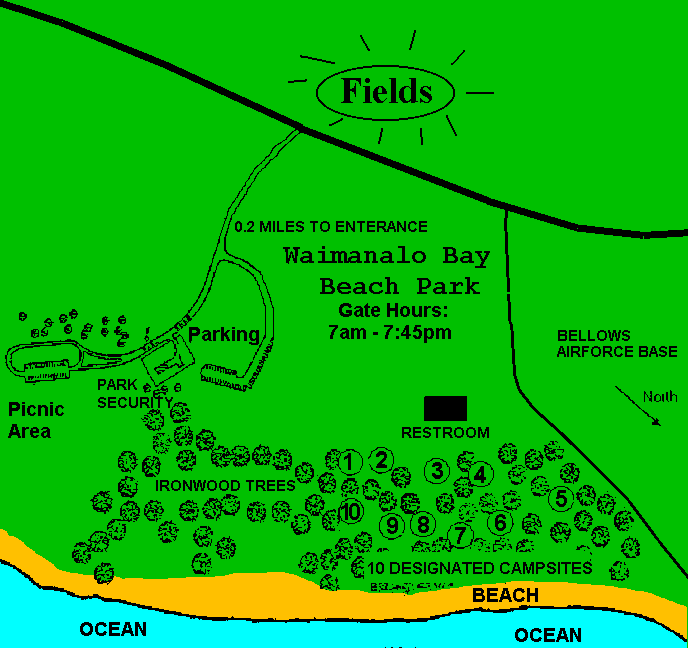 Fields
0.2 MILES TO ENTERANCE
Waimanalo Bay
Beach Park
Gate Hours:
7am - 7:45pm
Parking
BELLOWS
AIRFORCE BASE
North
PARK
SECURITY
Picnic
Area
RESTROOM
1
2
3
4
IRONWOOD TREES
5
10
9
8
7
6
10 DESIGNATED CAMPSITES
BEACH
OCEAN
OCEAN